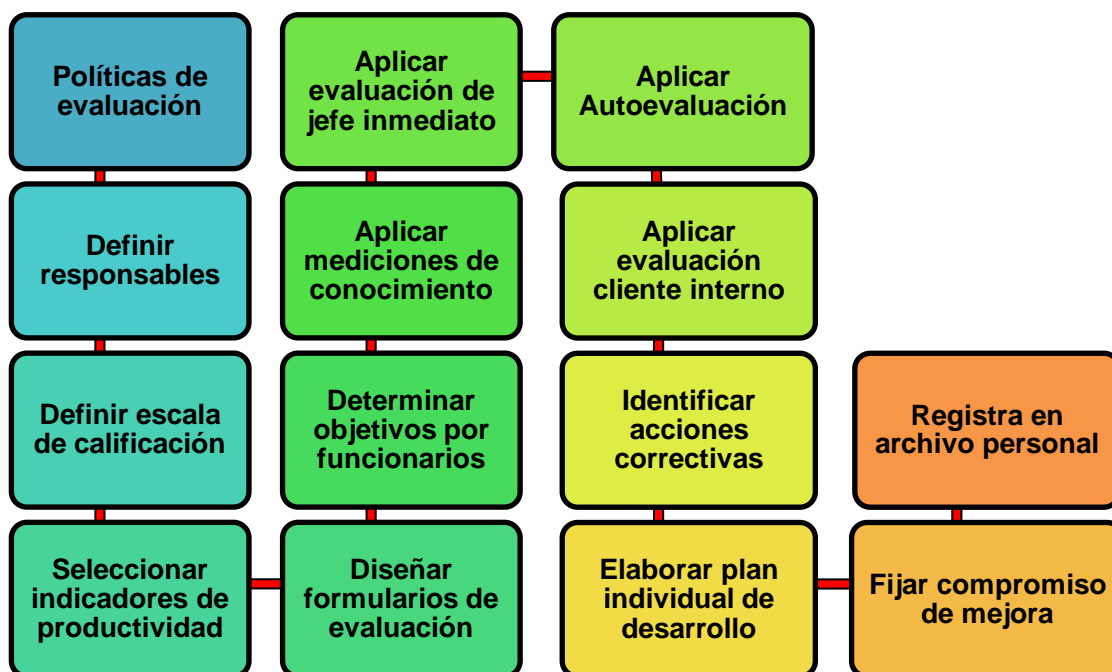 Políticas de
evaluación
Definir
responsables
Definir escala
de calificación
Seleccionar
indicadores de
productividad
Diseñar
formularios de
evaluación
Determinar
objetivos por
funcionarios
Aplicar
mediciones de
conocimiento
Aplicar
evaluación de
jefe inmediato
Aplicar
Autoevaluación
Aplicar
evaluación
cliente interno
Identificar
acciones
correctivas
Elaborar plan
individual de
desarrollo
Fijar compromiso
de mejora
Registra en
archivo personal